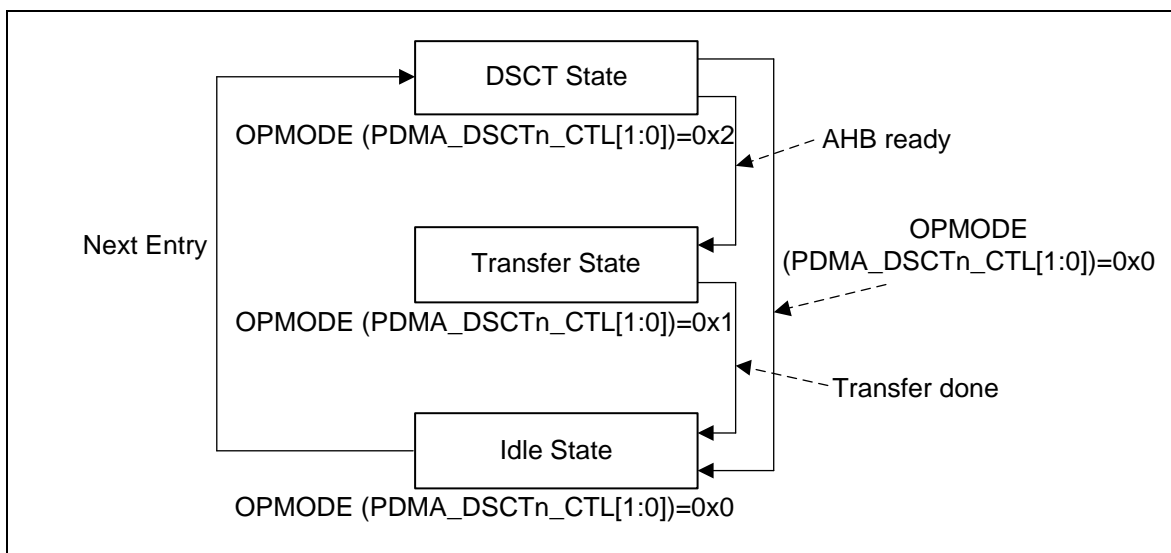 DSCT State
OPMODE (PDMA_DSCTn_CTL[1:0])=0x2
AHB ready
Next Entry
OPMODE
(PDMA_DSCTn_CTL[1:0])=0x0
Transfer State
OPMODE (PDMA_DSCTn_CTL[1:0])=0x1
Transfer done
Idle State
OPMODE (PDMA_DSCTn_CTL[1:0])=0x0